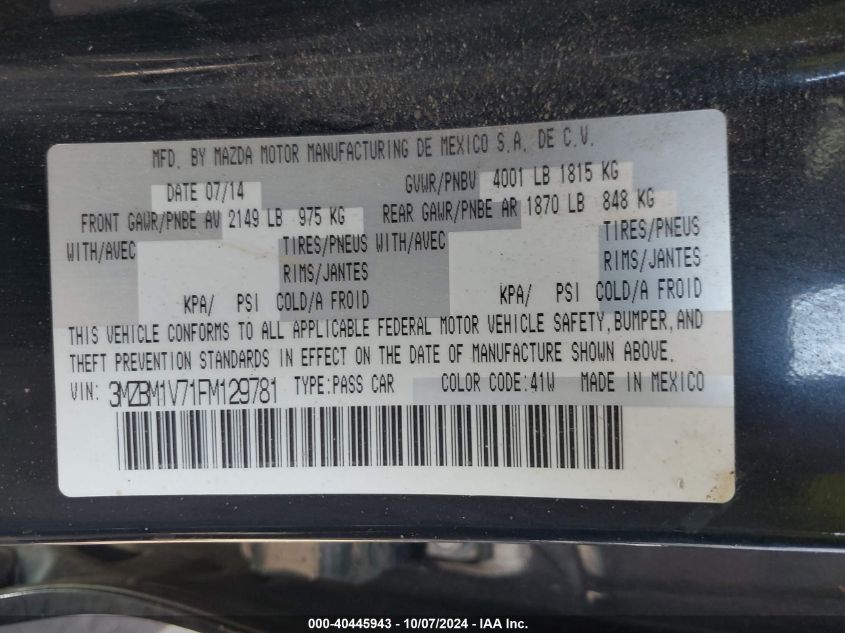 MFD. BY MAZDA MOTOR MANUFACTURING DE MEXICO S.A. DE C.V.
DATE 07/14 GVWR/PNBV 4001 LB 1815 KG
FRONT GAWR/PNBE AV 2149 LB 975 KG REAR GAWR/PNBE AR 1870 LB 848 KG
WITH/AVEC TIRES/PNEUS WITH/AVEC TIRES/PNEUS
RIMS/JANTES RIMS/JANTES
KPA/ PSI COLD/A FROID KPA/ PSI COLD/A FROID
THIS VEHICLE CONFORMS TO ALL APPLICABLE FEDERAL MOTOR VEHICLE SAFETY, BUMPER, AND
THEFT PREVENTION STANDARDS IN EFFECT ON THE DATE OF MANUFACTURE SHOWN ABOVE.
VIN: 3MZBM1V71FM129781 TYPE:PASS CAR COLOR CODE:41W MADE IN MEXICO
000-40445943 - 10/07/2024 - IAA Inc.